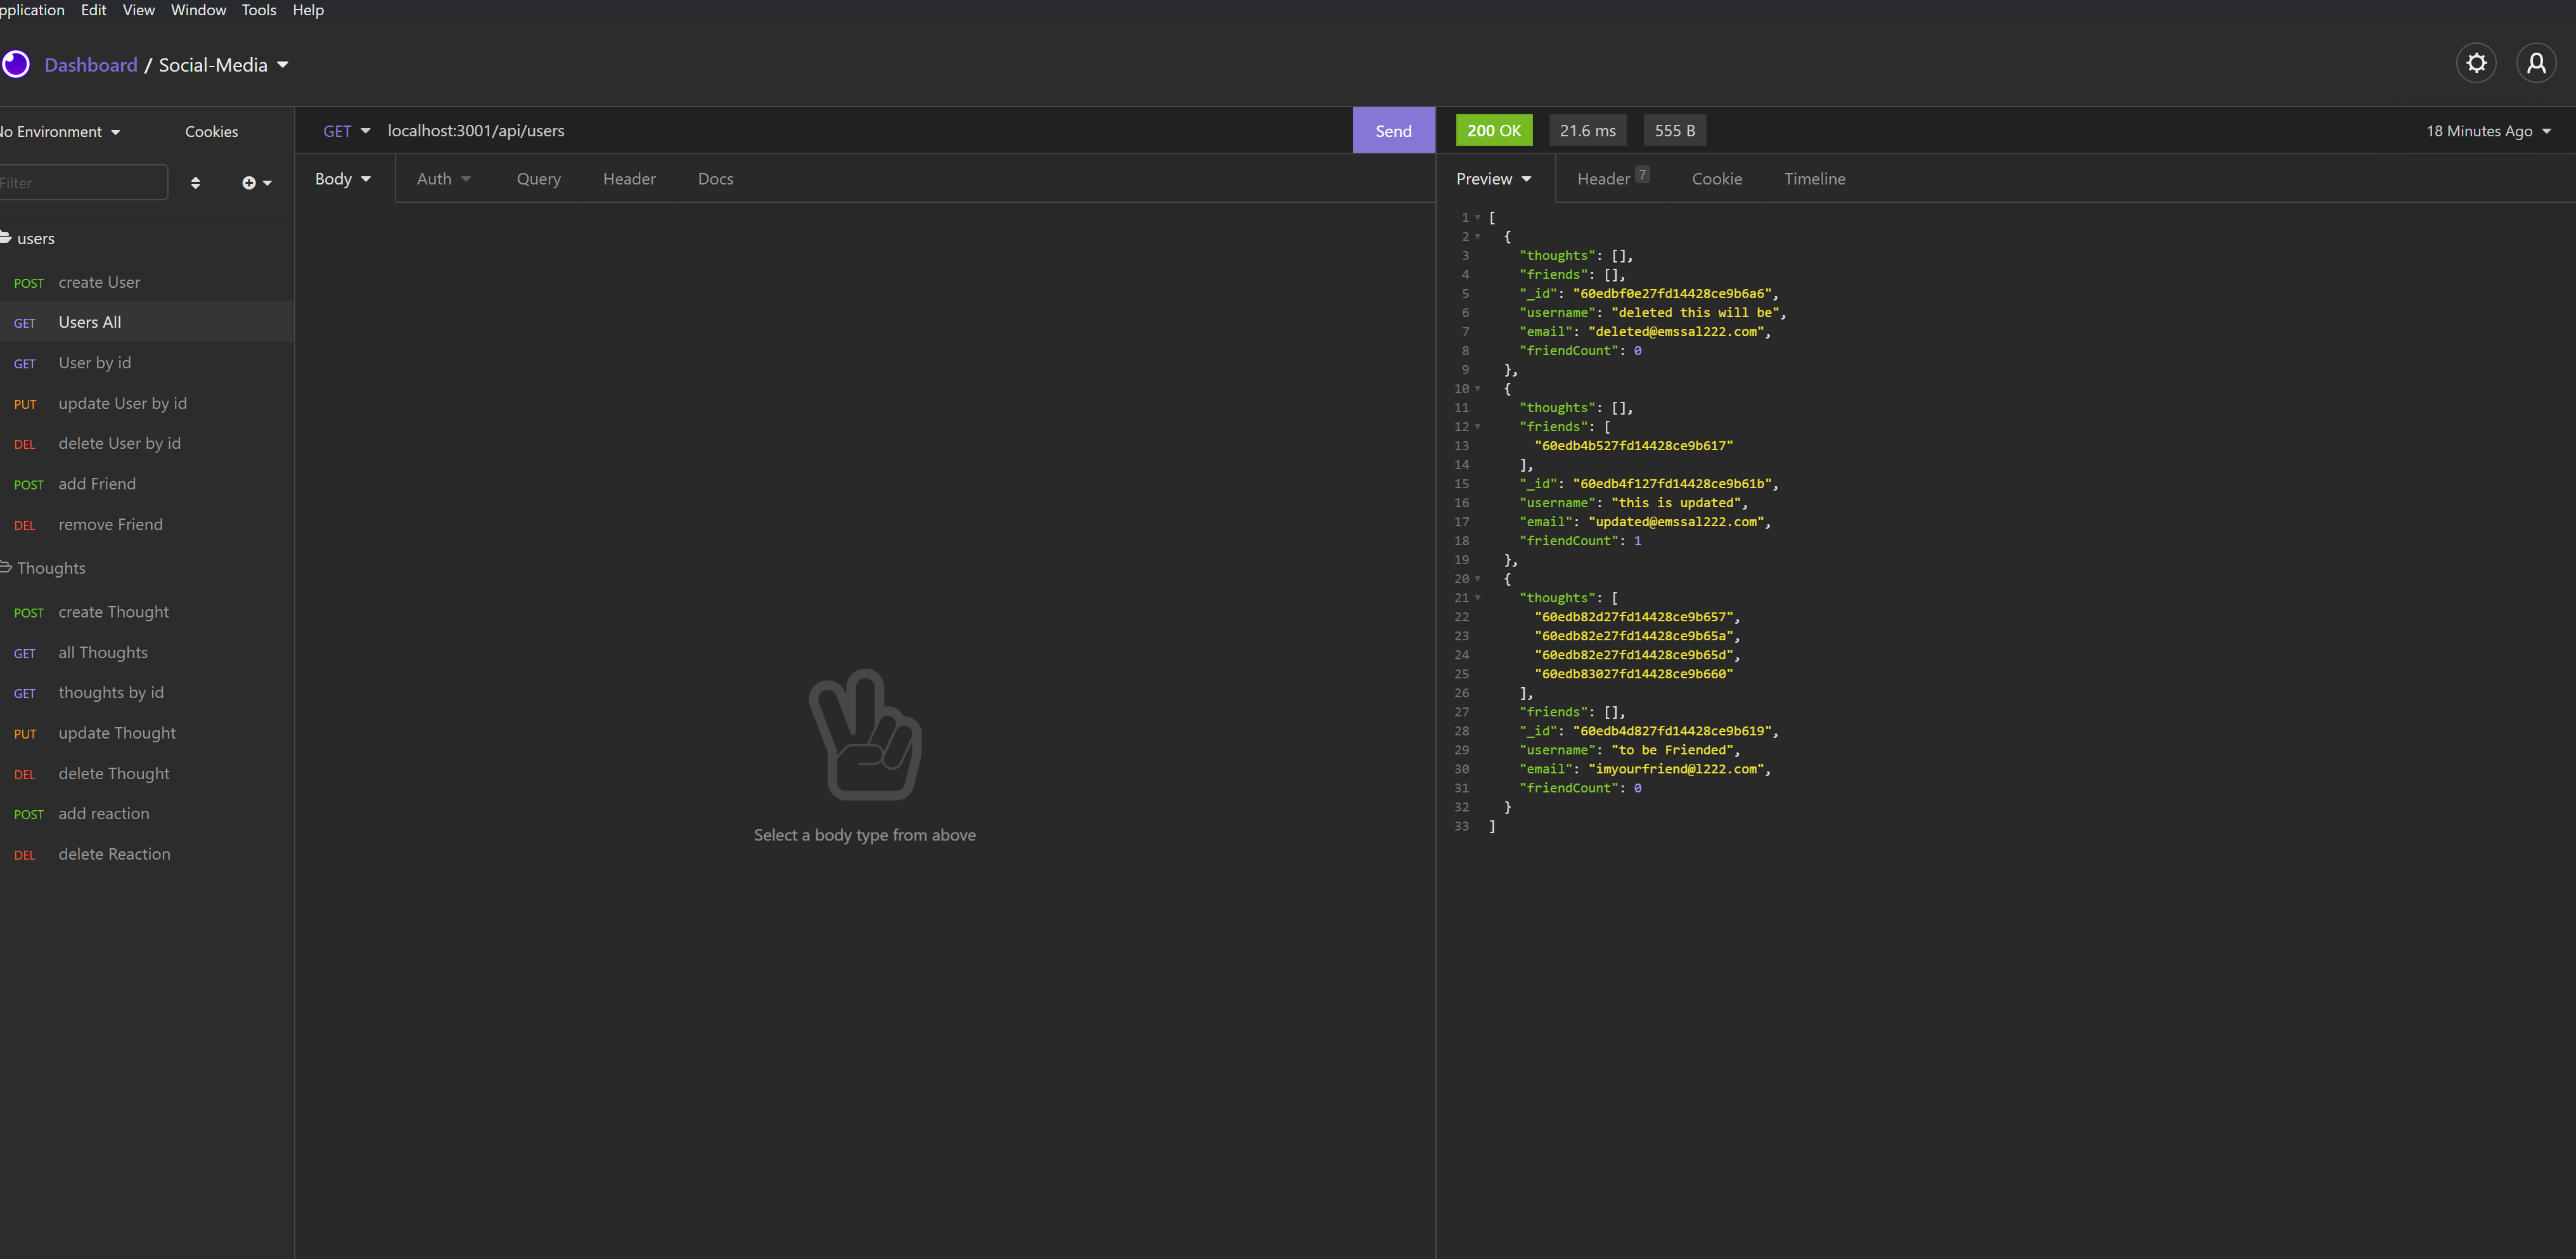 pplication Edit View Window Tools Help
Dashboard / Social-Media
No Environment Cookies
Filter
users
POST create User
GET Users All
GET User by id
PUT update User by id
DEL delete User by id
POST add Friend
DEL remove Friend
Thoughts
POST create Thought
GET all Thoughts
GET thoughts by id
PUT update Thought
DEL delete Thought
POST add reaction
DEL delete Reaction
GET localhost:3001/api/users Send
Body Auth Query Header Docs
Select a body type from above
200 OK 21.6 ms 555 B 18 Minutes Ago
Preview Header 7 Cookie Timeline
1 [
2 {
3 "thoughts": [],
4 "friends": [],
5 "_id": "60edbf0e27fd14428ce9b6a6",
6 "username": "deleted this will be",
7 "email": "deleted@emssal222.com",
8 "friendCount": 0
9 },
10 {
11 "thoughts": [],
12 "friends": [
13 "60edb4b527fd14428ce9b617"
14 ],
15 "_id": "60edb4f127fd14428ce9b61b",
16 "username": "this is updated",
17 "email": "updated@emssal222.com",
18 "friendCount": 1
19 },
20 {
21 "thoughts": [
22 "60edb82d27fd14428ce9b657",
23 "60edb82e27fd14428ce9b65a",
24 "60edb82e27fd14428ce9b65d",
25 "60edb83027fd14428ce9b660"
26 ],
27 "friends": [],
28 "_id": "60edb4d827fd14428ce9b619",
29 "username": "to be Friended",
30 "email": "imyourfriend@l222.com",
31 "friendCount": 0
32 }
33 ]